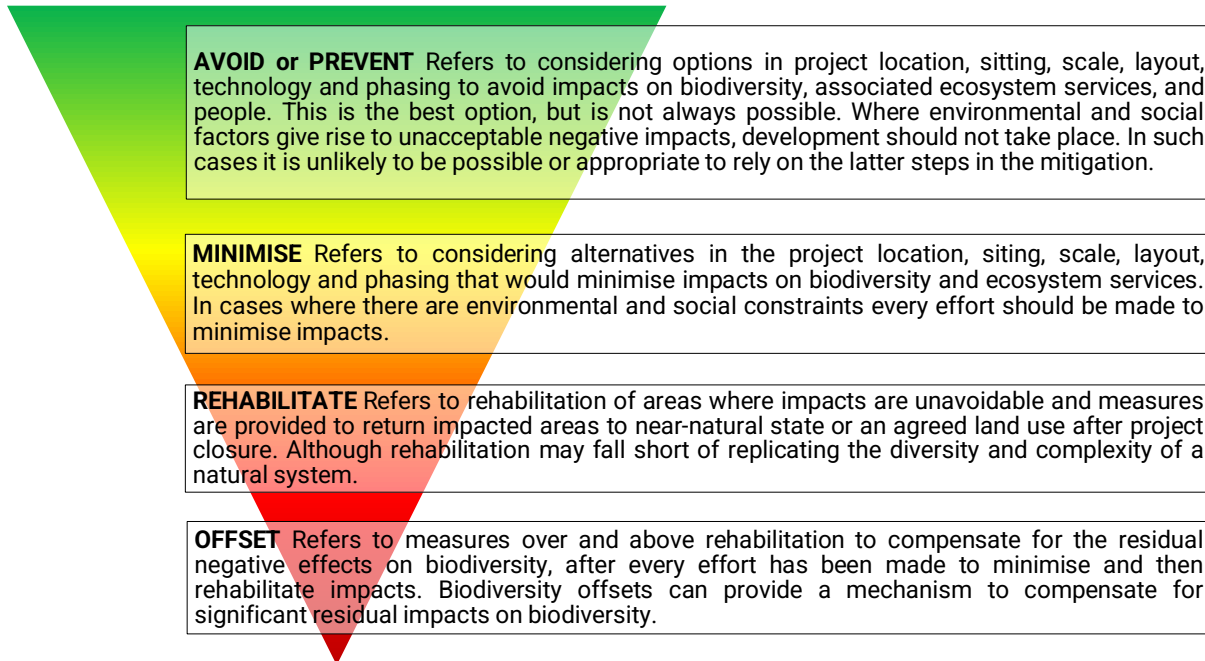 AVOID or PREVENT Refers to considering options in project location, sitting, scale, layout,
technology and phasing to avoid impacts on biodiversity, associated ecosystem services, and
people. This is the best option, but is not always possible. Where environmental and social
factors give rise to unacceptable negative impacts, development should not take place. In such
cases it is unlikely to be possible or appropriate to rely on the latter steps in the mitigation.
MINIMISE Refers to considering alternatives in the project location, siting, scale, layout,
technology and phasing that would minimise impacts on biodiversity and ecosystem services.
In cases where there are environmental and social constraints every effort should be made to
minimise impacts.
REHABILITATE Refers to rehabilitation of areas where impacts are unavoidable and measures
are provided to return impacted areas to near-natural state or an agreed land use after project
closure. Although rehabilitation may fall short of replicating the diversity and complexity of a
natural system.
OFFSET Refers to measures over and above rehabilitation to compensate for the residual
negative effects on biodiversity, after every effort has been made to minimise and then
rehabilitate impacts. Biodiversity offsets can provide a mechanism to compensate for
significant residual impacts on biodiversity.